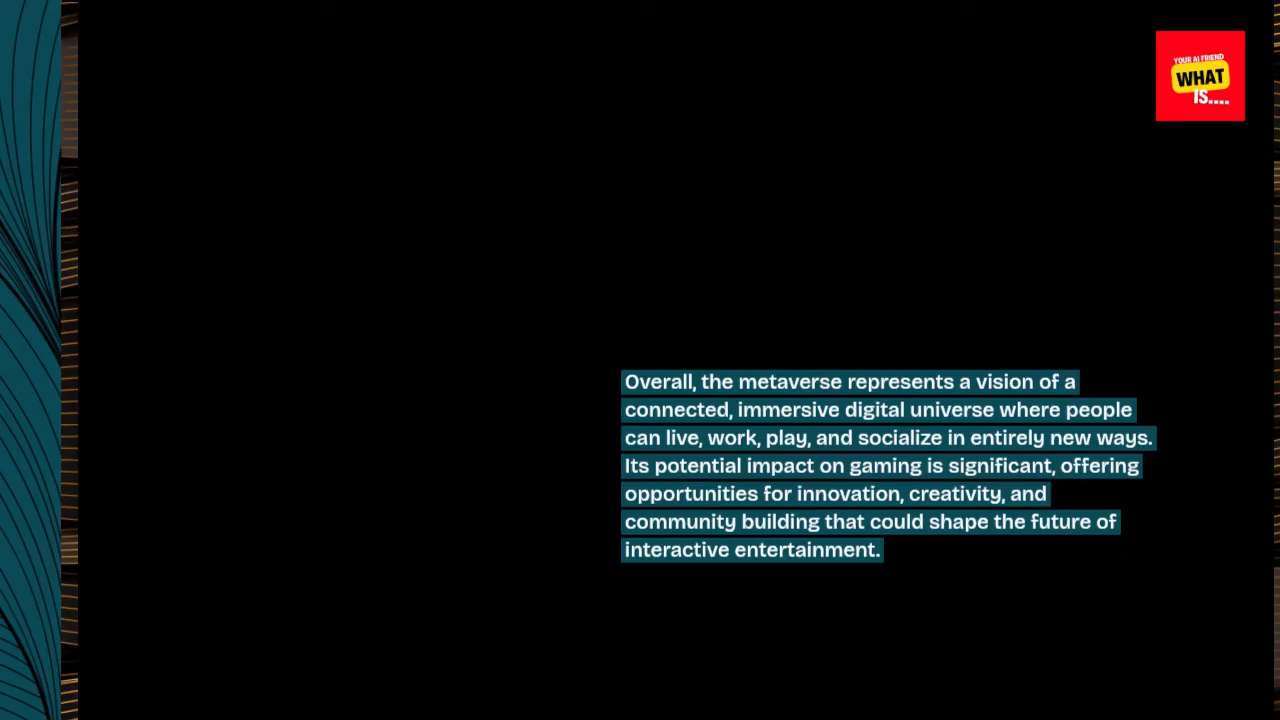 YOUR AI FRIEND
WHAT
IS....
Overall, the metaverse represents a vision of a
connected, immersive digital universe where people
can live, work, play, and socialize in entirely new ways.
Its potential impact on gaming is significant, offering
opportunities for innovation, creativity, and
community building that could shape the future of
interactive entertainment.